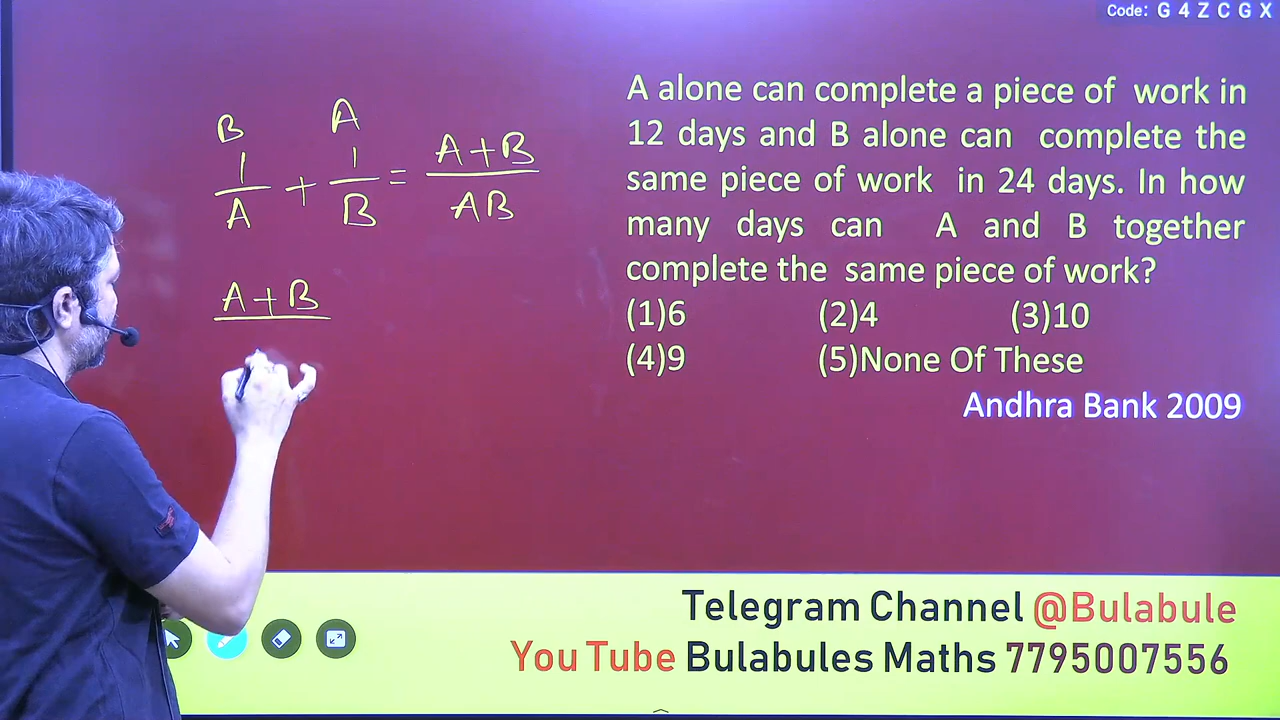 Code: G 4 Z C G X
B A
1/A + 1/B = A+B/AB
A+B
A alone can complete a piece of work in
12 days and B alone can complete the
same piece of work in 24 days. In how
many days can A and B together
complete the same piece of work?
(1)6 (2)4 (3)10
(4)9 (5)None Of These
Andhra Bank 2009
Telegram Channel @Bulabule
You Tube Bulabules Maths 7795007556